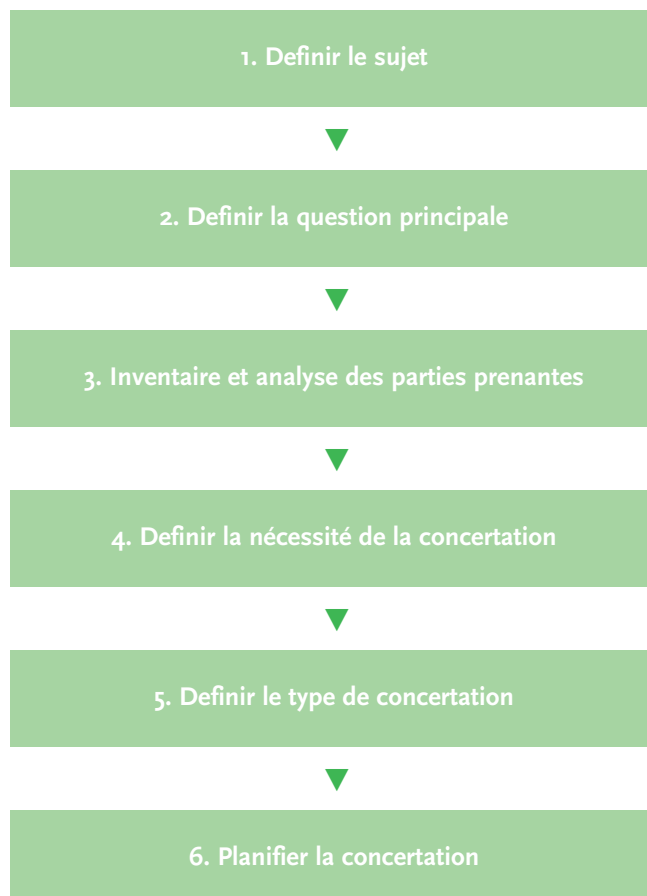 1. Definir le sujet
2. Definir la question principale
3. Inventaire et analyse des parties prenantes
4. Definir la nécessité de la concertation
5. Definir le type de concertation
6. Planifier la concertation